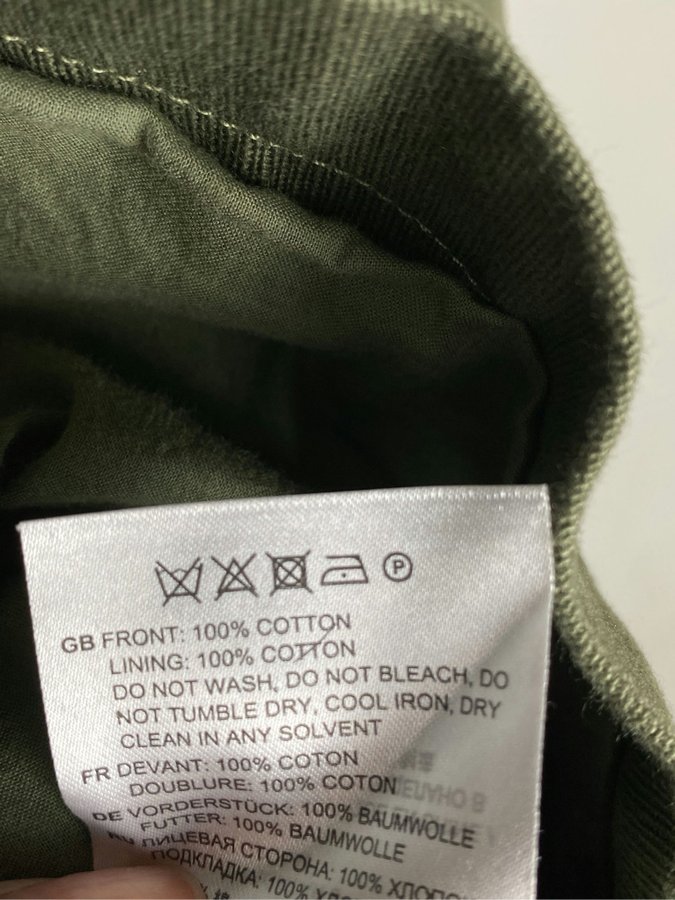 P
GB FRONT: 100% COTTON
LINING: 100% COTTON
DO NOT WASH, DO NOT BLEACH, DO
NOT TUMBLE DRY, COOL IRON, DRY
CLEAN IN ANY SOLVENT
FR DEVANT: 100% COTON
DOUBLURE: 100% COTON
DE VORDERSTÜCK: 100% BAUMWOLLE
FUTTER: 100% BAUMWOLLE
RU ЛИЦЕВАЯ СТОРОНА: 100% ХЛОПОК
ПОДКЛАДКА: 100%